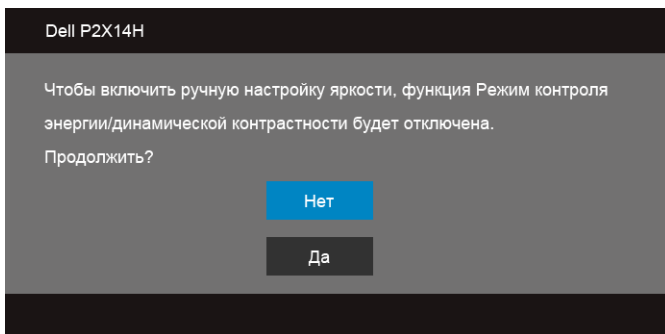 Dell P2X14H
Чтобы включить ручную настройку яркости, функция Режим контроля
энергии/динамической контрастности будет отключена.
Продолжить?
Нет
Да